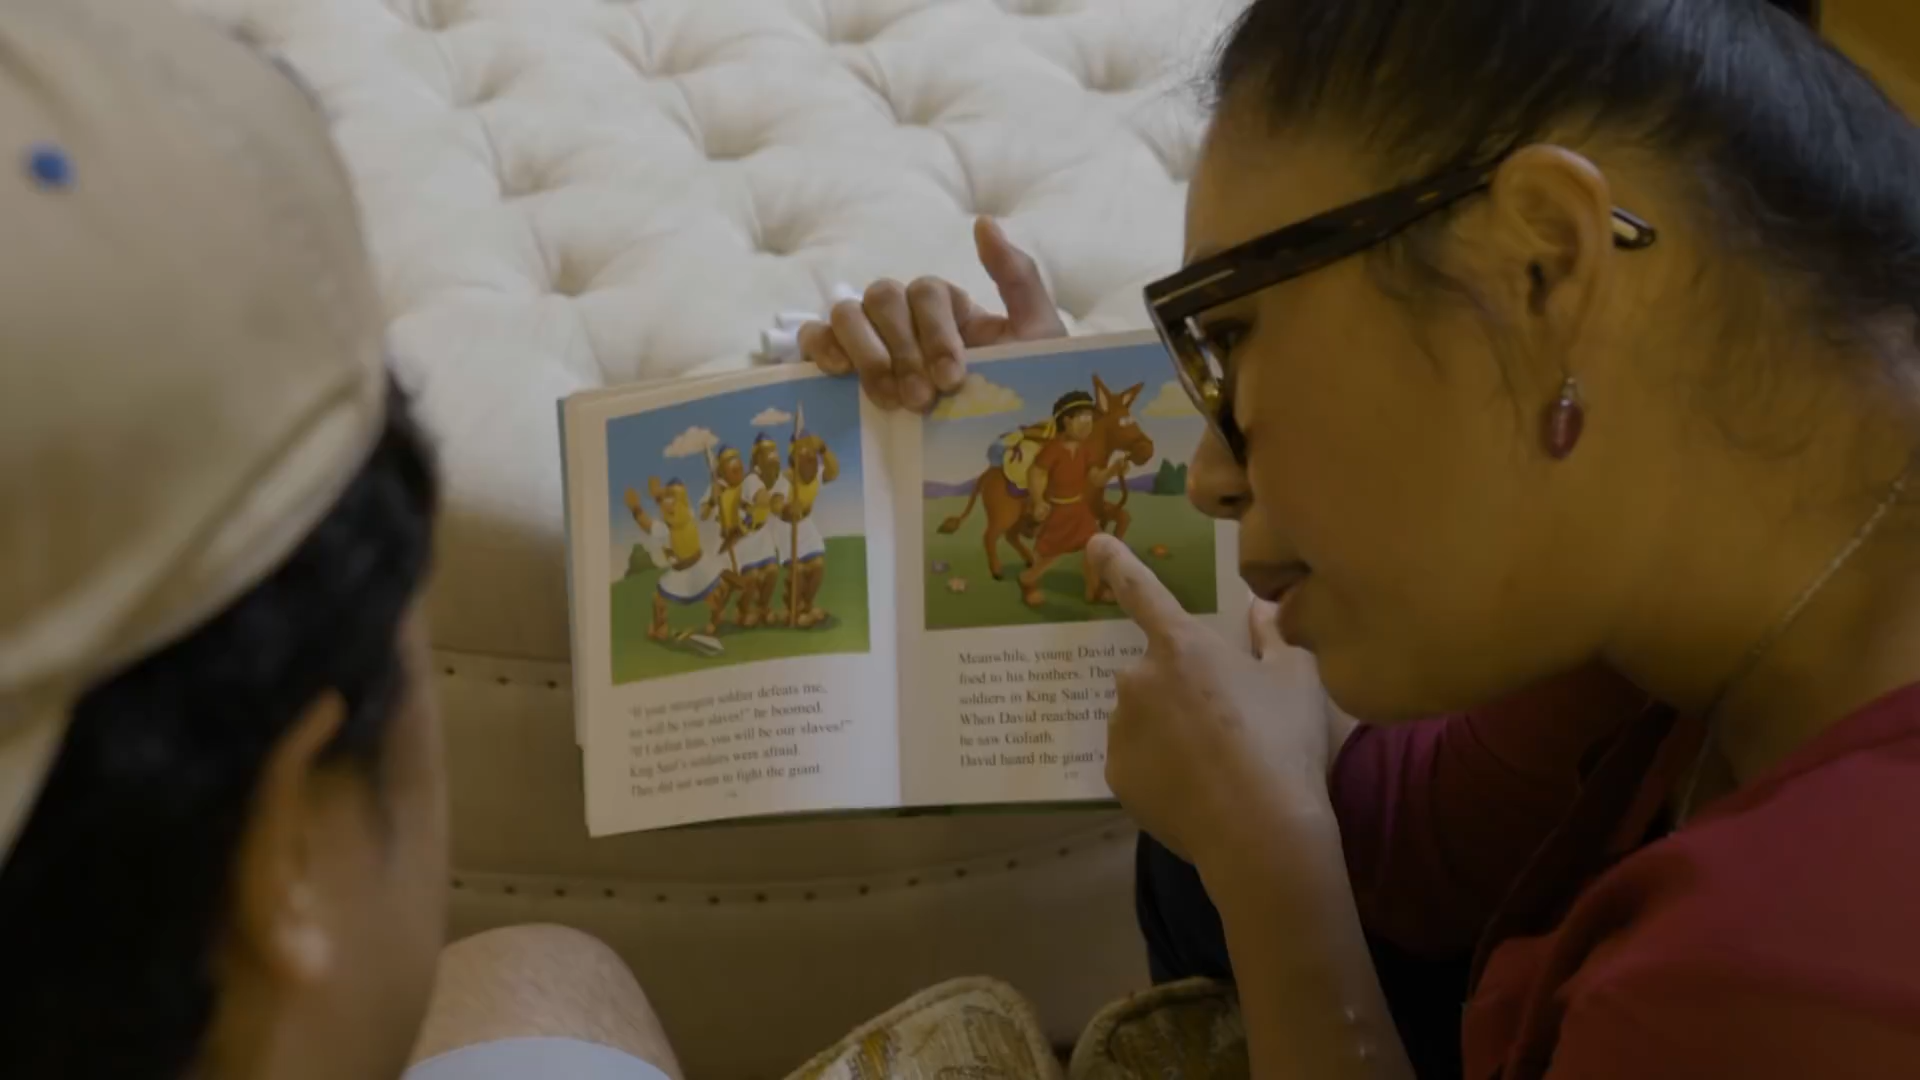 "If your strongest soldier defeats me,
we will be your slaves!" he boomed.
"If I defeat him, you will be our slaves!"
King Saul's soldiers were afraid.
They did not want to fight the giant.
Meanwhile, young David was
food to his brothers. They
soldiers in King Saul's
When David reached the
he saw Goliath.
David heard the giant's